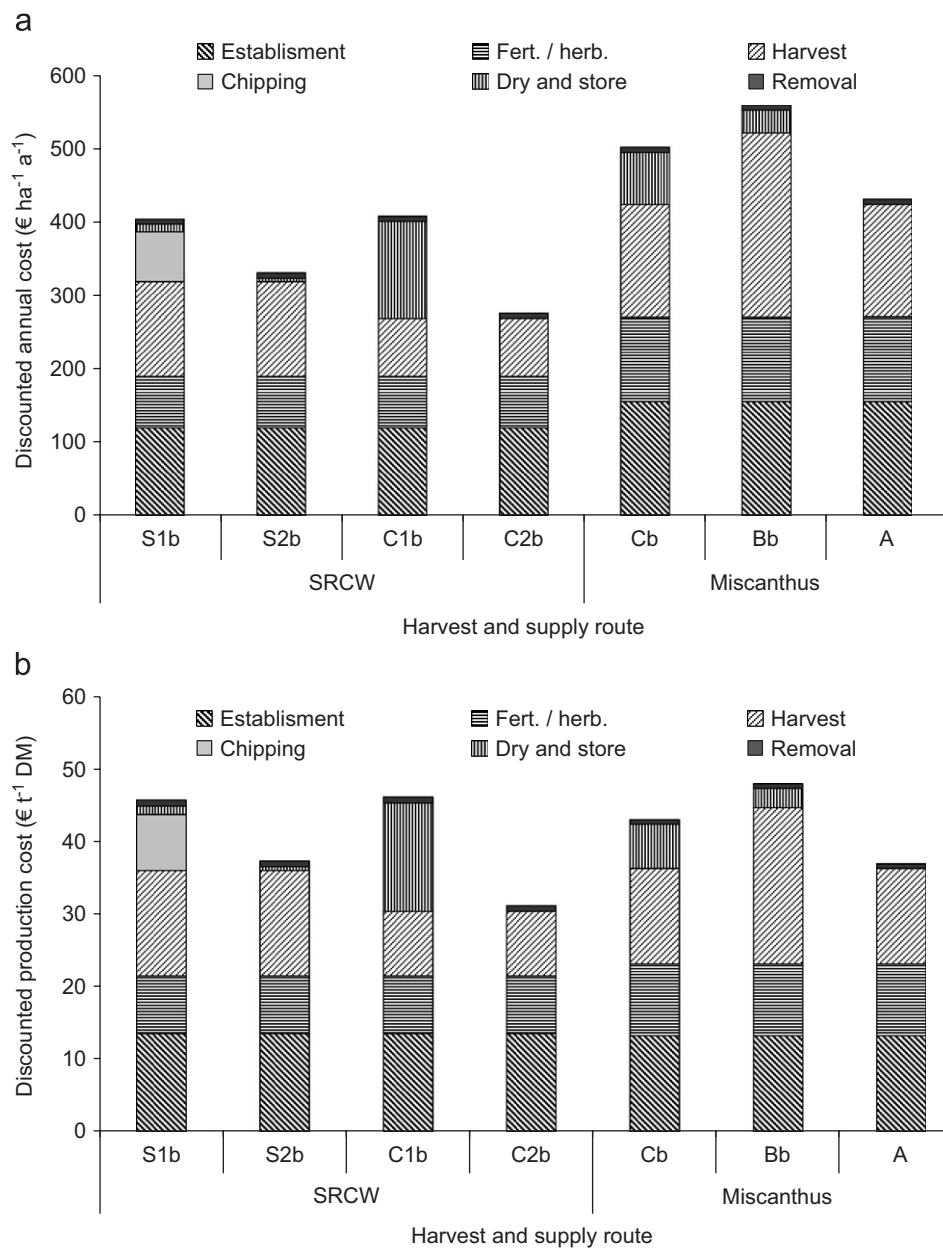 a
Establisment Fert. / herb. Harvest
Chipping Dry and store Removal
Discounted annual cost (€ ha⁻¹ a⁻¹)
600
500
400
300
200
100
0
S1b S2b C1b C2b Cb Bb A
SRCW Miscanthus
Harvest and supply route
b
Establisment Fert. / herb. Harvest
Chipping Dry and store Removal
Discounted production cost (€ t⁻¹ DM)
60
50
40
30
20
10
0
S1b S2b C1b C2b Cb Bb A
SRCW Miscanthus
Harvest and supply route